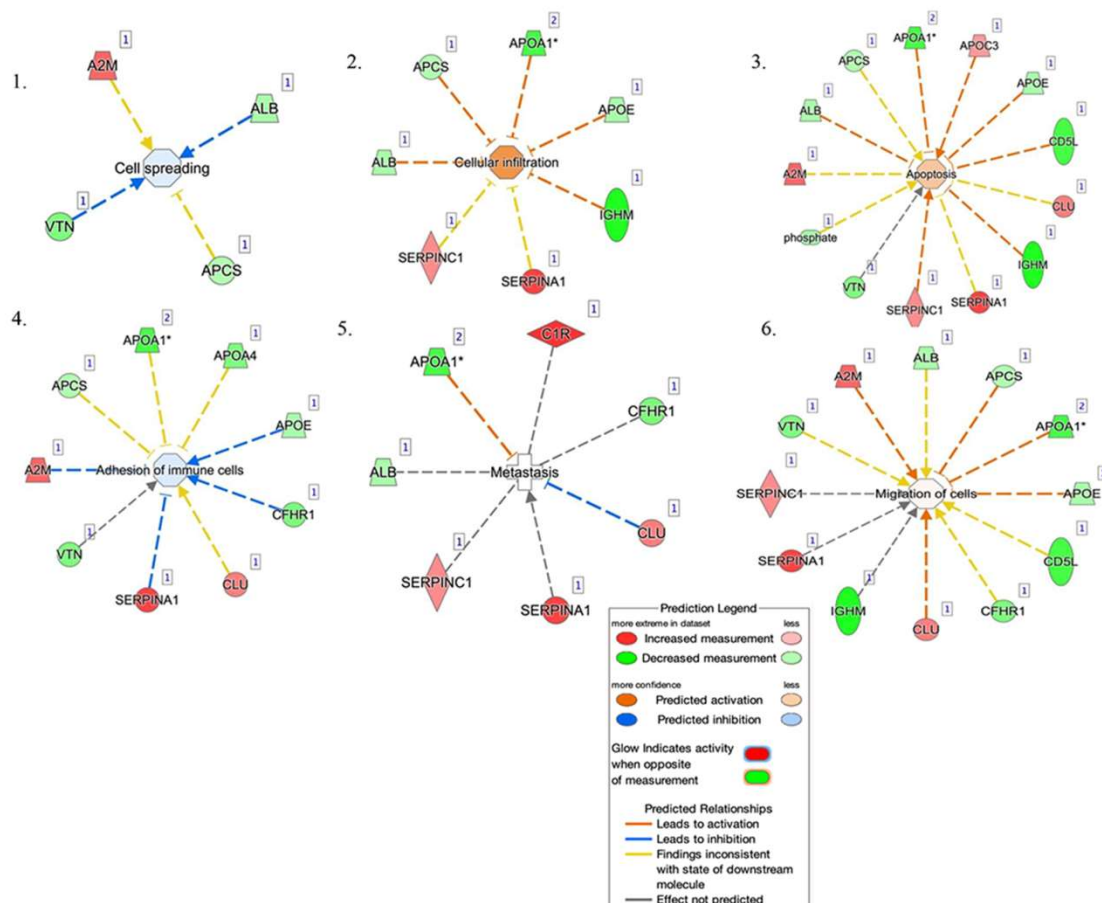 1.
1
A2M
1
ALB
Cell spreading
1
VTN
1
APCS
2.
2
APOA1*
1
APCS
1
APOE
1
ALB
Cellular infiltration
1
IGHM
1
SERPINC1
1
SERPINA1
3.
2
APOA1*
1
APOC3
1
APCS
1
APOE
1
ALB
1
CD5L
1
A2M
Apoptosis
1
CLU
1
phosphate
1
IGHM
1
VTN
1
SERPINC1
1
SERPINA1
4.
2
APOA1*
1
APOA4
1
APCS
1
APOE
1
A2M
Adhesion of immune cells
1
CFHR1
1
VTN
1
CLU
1
SERPINA1
5.
1
C1R
2
APOA1*
1
CFHR1
1
ALB
Metastasis
1
CLU
1
SERPINC1
1
SERPINA1
6.
1
ALB
1
A2M
1
APCS
1
VTN
2
APOA1*
1
SERPINC1
Migration of cells
1
APOE
1
SERPINA1
1
CD5L
1
IGHM
1
CLU
1
CFHR1
Prediction Legend
more extreme in dataset less
Increased measurement
Decreased measurement
more confidence less
Predicted activation
Predicted inhibition
Glow Indicates activity
when opposite
of measurement
Predicted Relationships
Leads to activation
Leads to inhibition
Findings inconsistent
with state of downstream
molecule
Effect not predicted